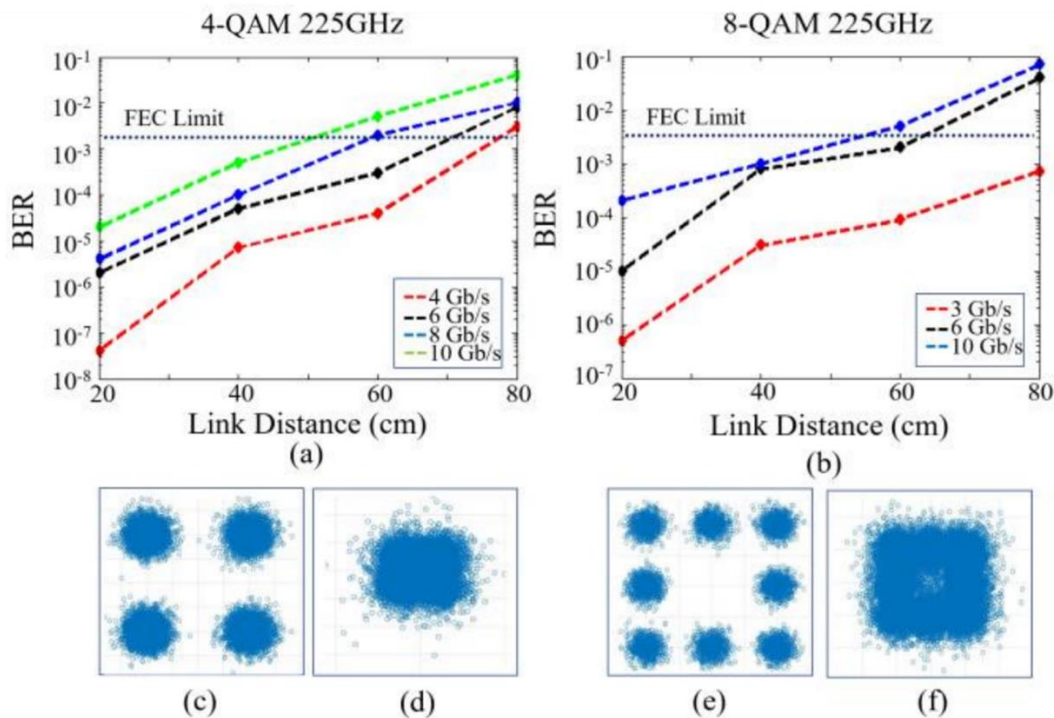 4-QAM 225GHz
10-1
10-2
10-3
10-4
10-5
10-6
10-7
10-8
BER
FEC Limit
4 Gb/s
6 Gb/s
8 Gb/s
10 Gb/s
20 40 60 80
Link Distance (cm)
(a)
8-QAM 225GHz
10-1
10-2
10-3
10-4
10-5
10-6
10-7
BER
FEC Limit
3 Gb/s
6 Gb/s
10 Gb/s
20 40 60 80
Link Distance (cm)
(b)
(c) (d) (e) (f)